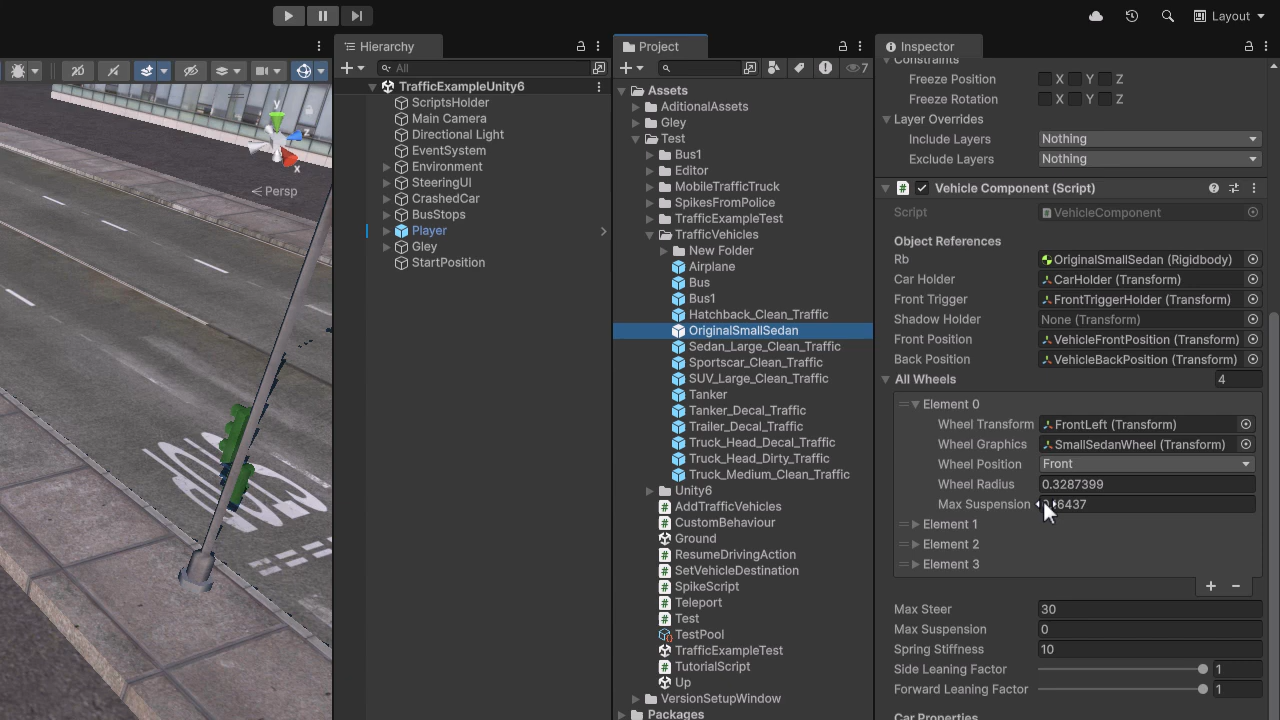 Layout
Hierarchy
Project
Inspector
2D
All
7
y
z
x
Persp
STOP
TrafficExampleUnity6
ScriptsHolder
Main Camera
Directional Light
EventSystem
Environment
SteeringUI
CrashedCar
BusStops
Player
Gley
StartPosition
Assets
AditionalAssets
Gley
Test
Bus1
Editor
MobileTrafficTruck
SpikesFromPolice
TrafficExampleTest
TrafficVehicles
New Folder
Airplane
Bus
Bus1
Hatchback_Clean_Traffic
OriginalSmallSedan
Sedan_Large_Clean_Traffic
Sportscar_Clean_Traffic
SUV_Large_Clean_Traffic
Tanker
Tanker_Decal_Traffic
Trailer_Decal_Traffic
Truck_Head_Decal_Traffic
Truck_Head_Dirty_Traffic
Truck_Medium_Clean_Traffic
Unity6
AddTrafficVehicles
CustomBehaviour
Ground
ResumeDrivingAction
SetVehicleDestination
SpikeScript
Teleport
Test
TestPool
TrafficExampleTest
TutorialScript
Up
VersionSetupWindow
Packages
Constraints
Freeze Position X Y Z
Freeze Rotation X Y Z
Layer Overrides
Include Layers Nothing
Exclude Layers Nothing
# Vehicle Component (Script)
Script VehicleComponent
Object References
Rb OriginalSmallSedan (Rigidbody)
Car Holder CarHolder (Transform)
Front Trigger FrontTriggerHolder (Transform)
Shadow Holder None (Transform)
Front Position VehicleFrontPosition (Transform)
Back Position VehicleBackPosition (Transform)
All Wheels 4
Element 0
Wheel Transform FrontLeft (Transform)
Wheel Graphics SmallSedanWheel (Transform)
Wheel Position Front
Wheel Radius 0.3287399
Max Suspension 6437
Element 1
Element 2
Element 3
+ −
Max Steer 30
Max Suspension 0
Spring Stiffness 10
Side Leaning Factor 1
Forward Leaning Factor 1
Car Properties